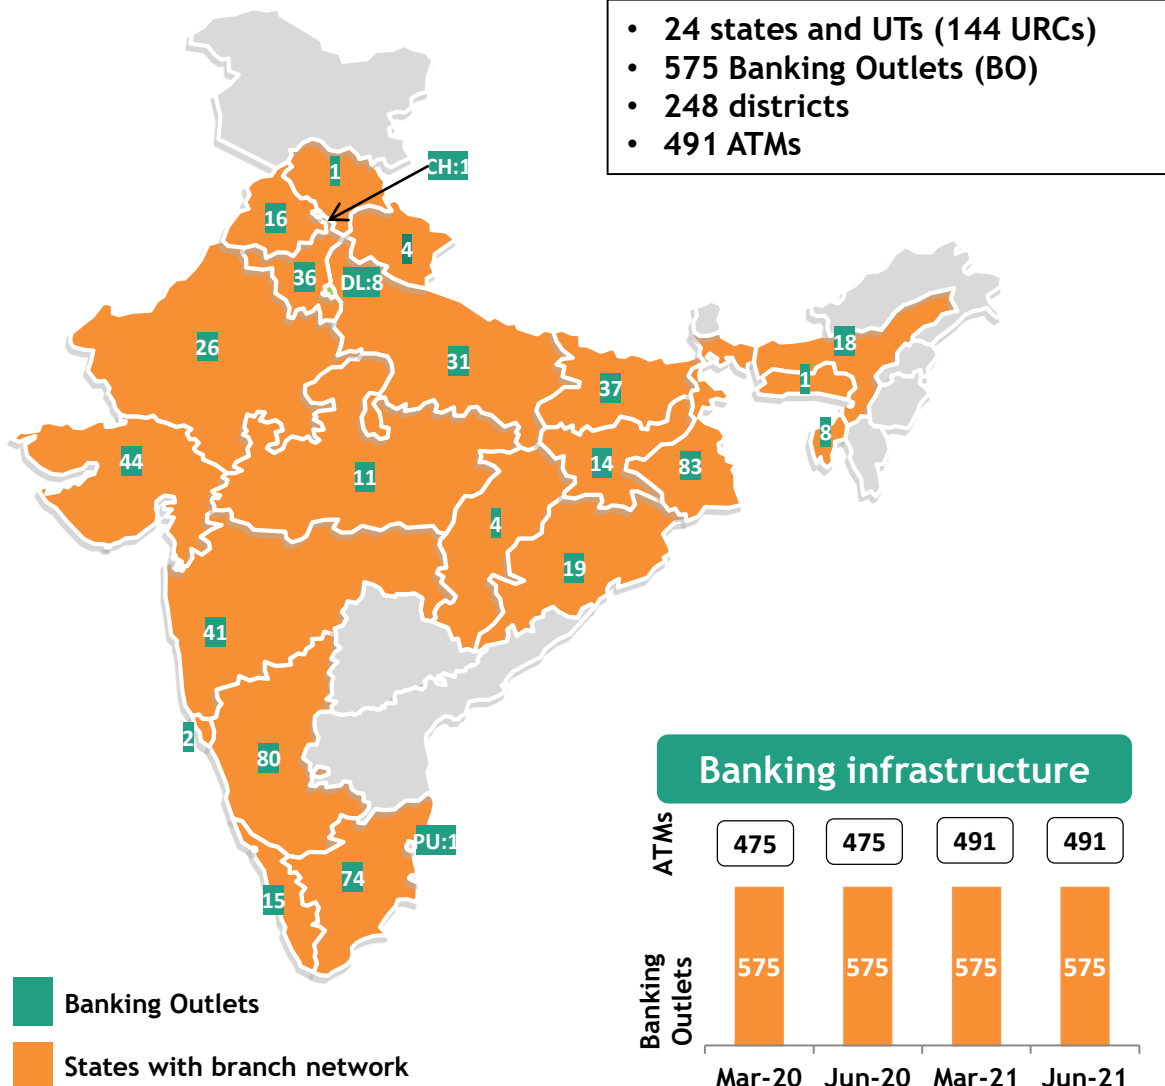 • 24 states and UTs (144 URCs)
• 575 Banking Outlets (BO)
• 248 districts
• 491 ATMs
1
CH:1
16
4
36
DL:8
26
31
37
18
1
8
44
11
14
83
4
19
41
2
80
PU:1
74
15
Banking Outlets
States with branch network
Banking infrastructure
ATMs
475 475 491 491
Banking
Outlets
575 575 575 575
Mar-20 Jun-20 Mar-21 Jun-21